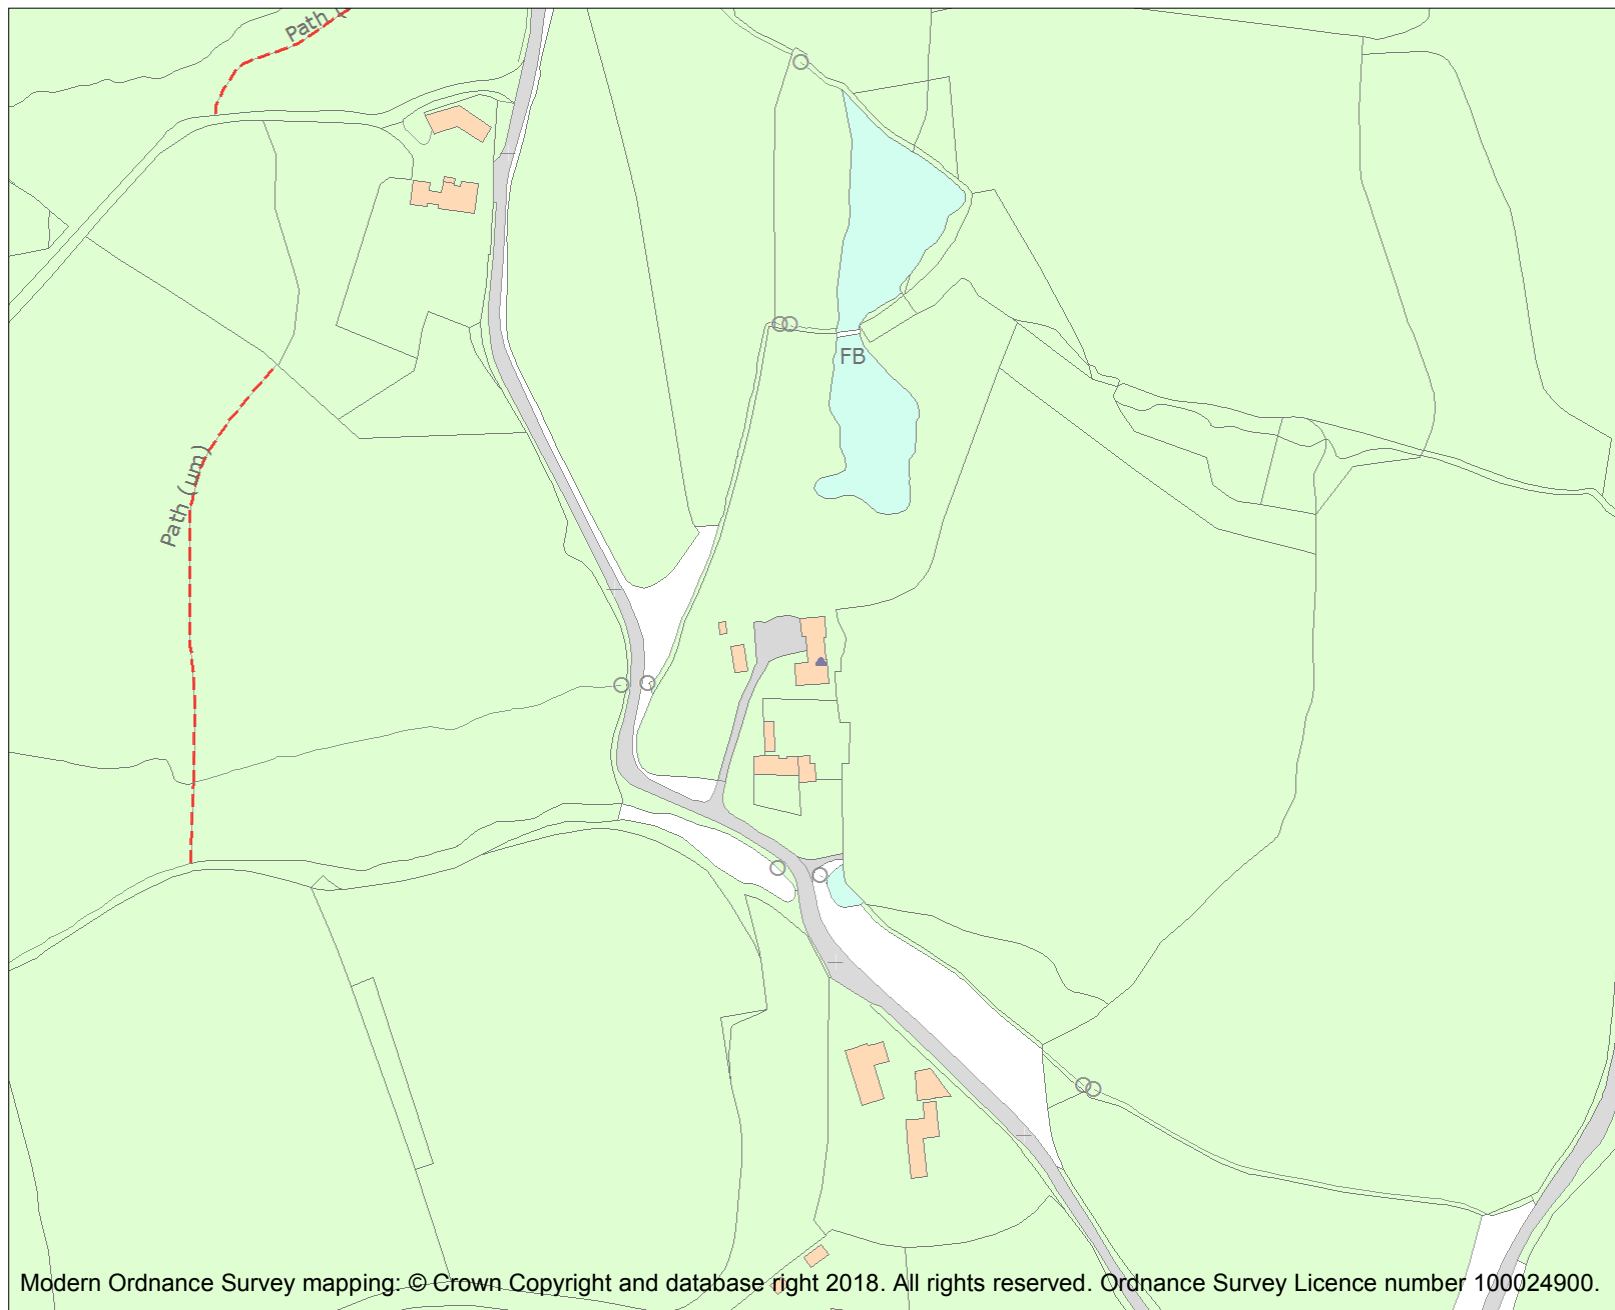 Path (
FB
Path (um)
Modern Ordnance Survey mapping: © Crown Copyright and database right 2018. All rights reserved. Ordnance Survey Licence number 100024900.